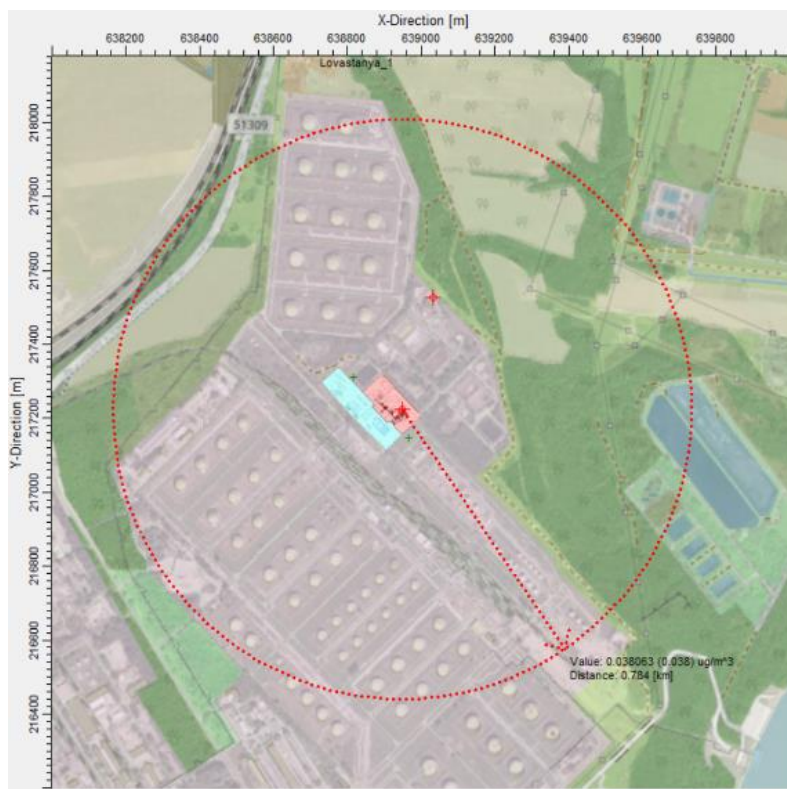 X-Direction [m]
638200 638400 638600 638800 639000 639200 639400 639600 639800
Lovastanya_1
51309
Y-Direction [m]
218000
217800
217600
217400
217200
217000
216800
216600
216400
Value: 0.038063 (0.038) ug/m^3
Distance: 0.784 [km]